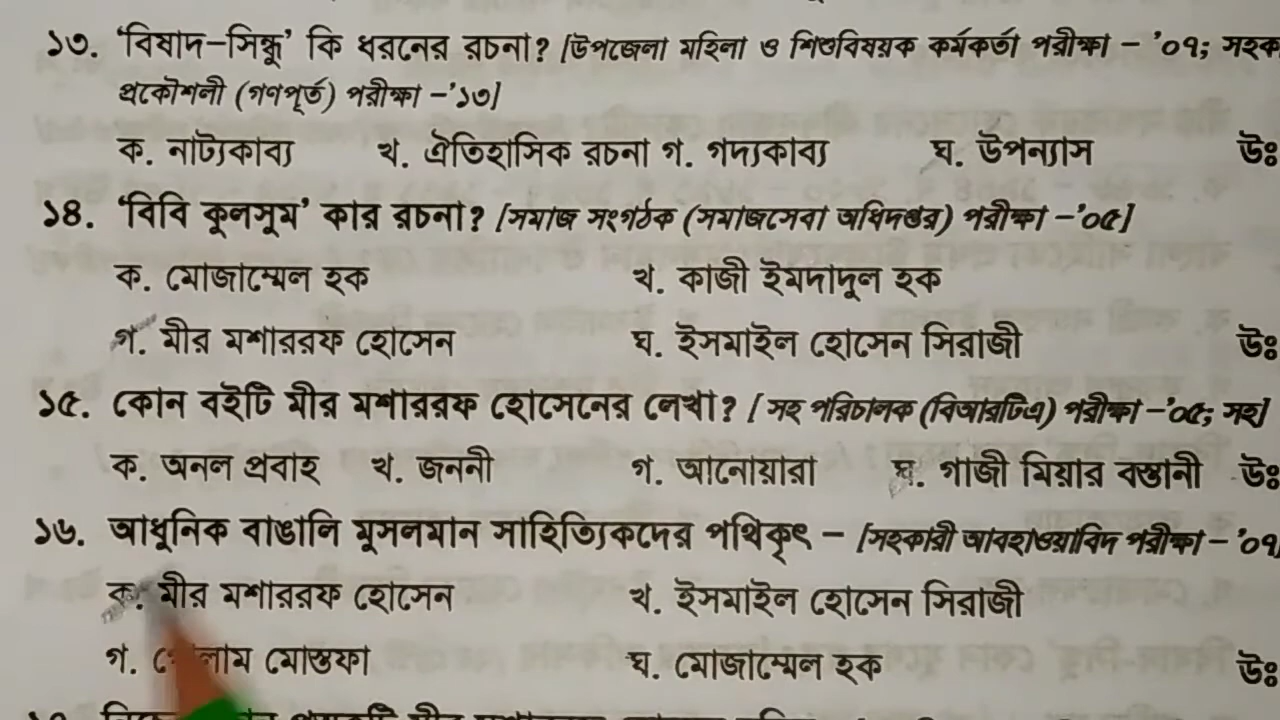 ১৩. ‘বিষাদ-সিন্ধু’ কি ধরনের রচনা? [উপজেলা মহিলা ও শিশুবিষয়ক কর্মকর্তা পরীক্ষা – '০৭; সহক
প্রকৌশলী (গণপূর্ত) পরীক্ষা –'১৩]
ক. নাট্যকাব্য খ. ঐতিহাসিক রচনা গ. গদ্যকাব্য ঘ. উপন্যাস উঃ
১৪. ‘বিবি কুলসুম’ কার রচনা? [সমাজ সংগঠক (সমাজসেবা অধিদপ্তর) পরীক্ষা –'০৫]
ক. মোজাম্মেল হক খ. কাজী ইমদাদুল হক
গ. মীর মশাররফ হোসেন ঘ. ইসমাইল হোসেন সিরাজী উঃ
১৫. কোন বইটি মীর মশাররফ হোসেনের লেখা? [ সহ পরিচালক (বিআরটিএ) পরীক্ষা –'০৫; সহ]
ক. অনল প্রবাহ খ. জননী গ. আনোয়ারা ঘ. গাজী মিয়ার বস্তানী উঃ
১৬. আধুনিক বাঙালি মুসলমান সাহিত্যিকদের পথিকৃৎ – [সহকারী আবহাওয়াবিদ পরীক্ষা – '০৭]
ক. মীর মশাররফ হোসেন খ. ইসমাইল হোসেন সিরাজী
গ. গোলাম মোস্তফা ঘ. মোজাম্মেল হক উঃ